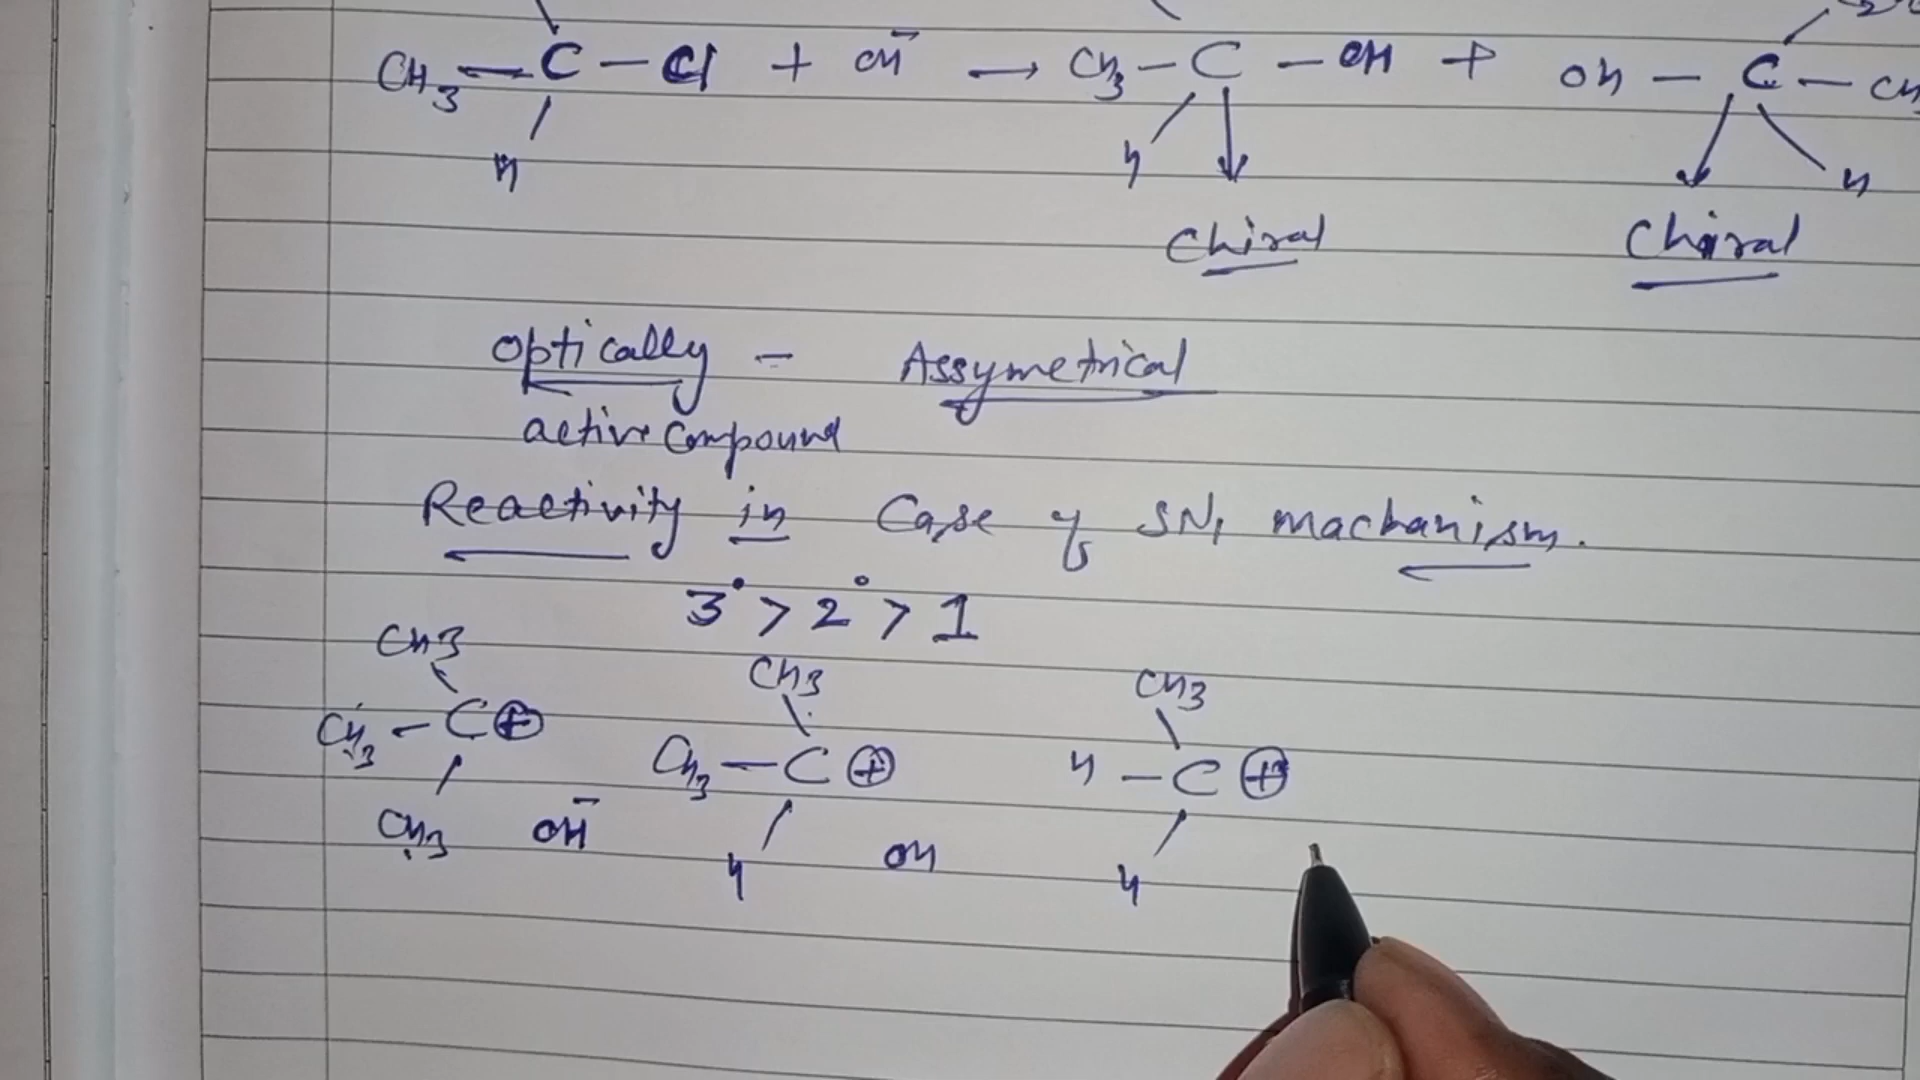 CH3 — C — Cl + OH⁻ → CH3 — C — OH + OH — C — CH
H H H
Chiral Chiral
Optically – Assymetrical
active Compound
Reactivity in Case of SN1 machanism.
3° > 2° > 1
CH3 CH3 CH3
CH3 — C ⊕ CH3 — C ⊕ H — C ⊕
CH3 OH⁻ H OH H